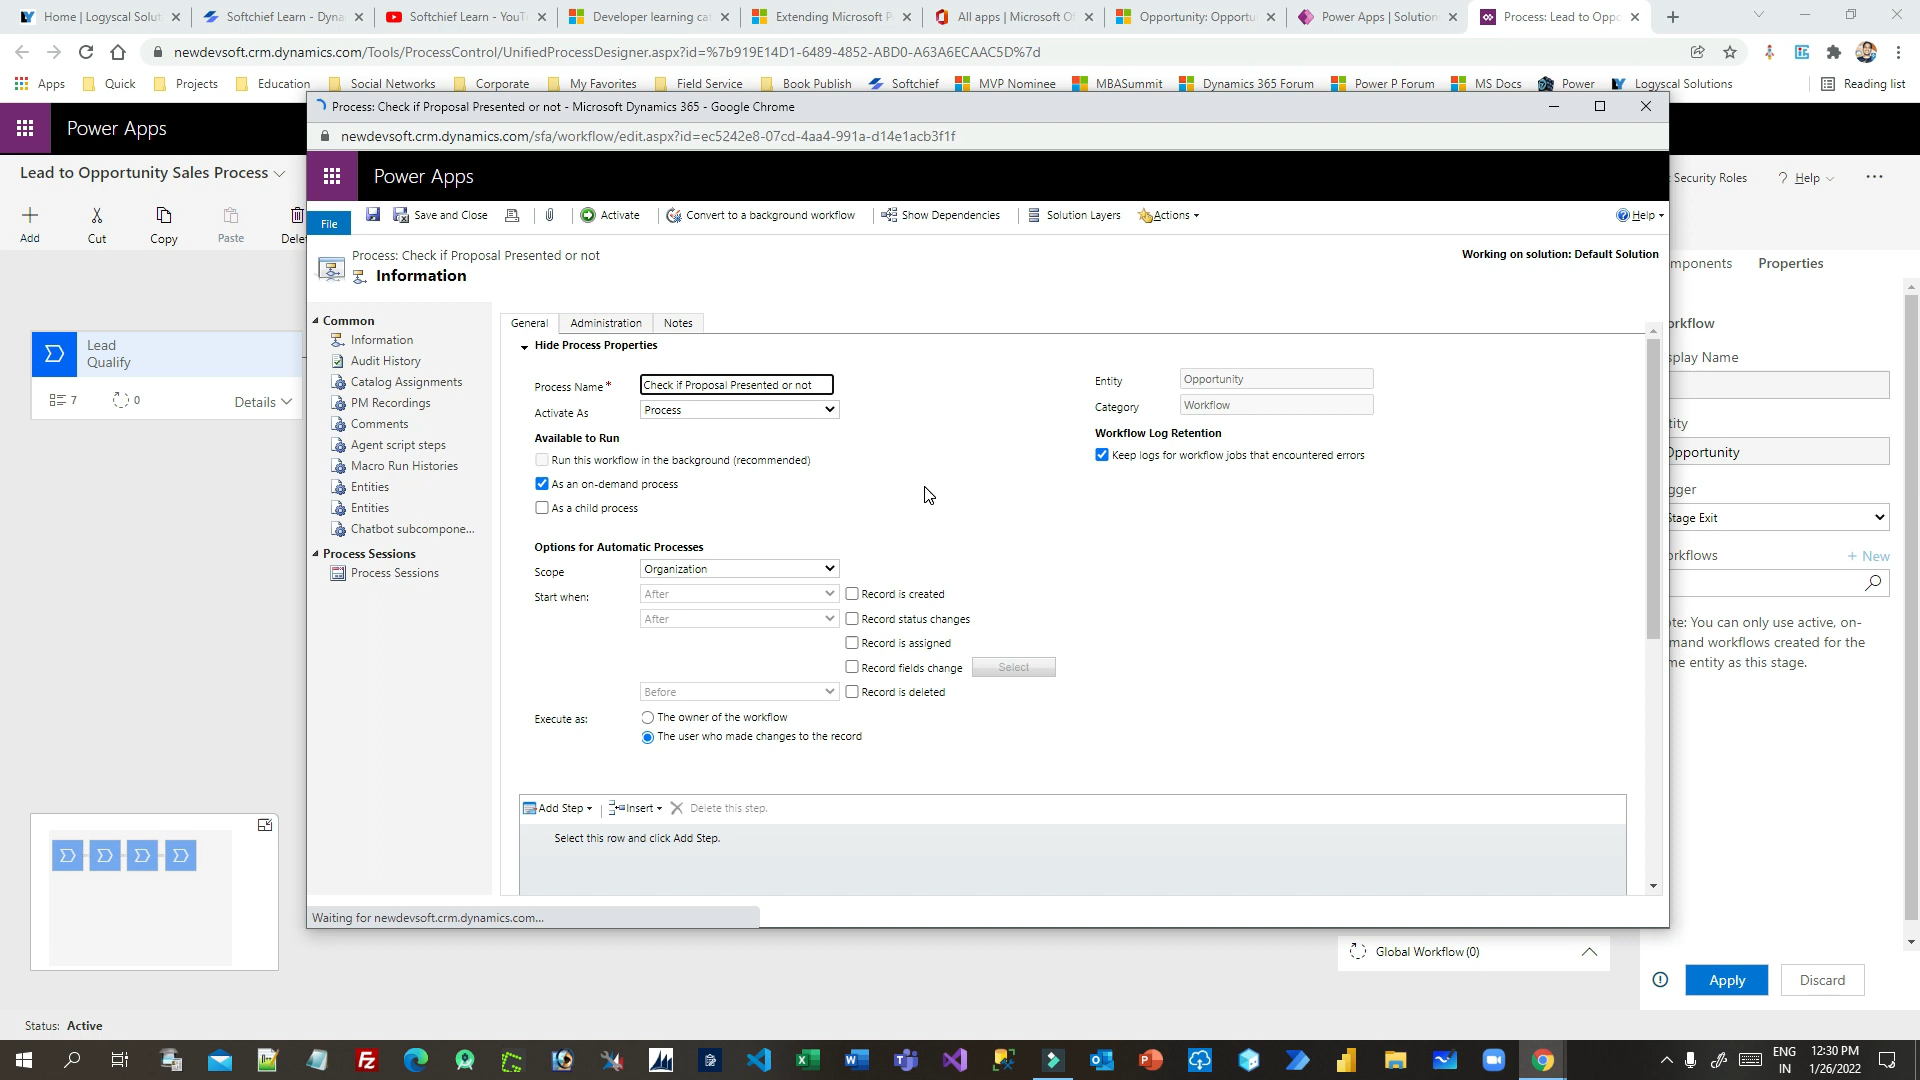 Home | Logyscal Solut
Softchief Learn - Dyna
Softchief Learn - YouT
Developer learning cat
Extending Microsoft P
All apps | Microsoft O
Opportunity: Opportu
Power Apps | Solution
Process: Lead to Oppo
newdevsoft.crm.dynamics.com/Tools/ProcessControl/UnifiedProcessDesigner.aspx?id=%7b919E14D1-6489-4852-ABD0-A63A6ECAAC5D%7d
Apps
Quick
Projects
Education
Social Networks
Corporate
My Favorites
Field Service
Book Publish
Softchief
MVP Nominee
MBASummit
Dynamics 365 Forum
Power P Forum
MS Docs
Power
Logyscal Solutions
Reading list
Process: Check if Proposal Presented or not - Microsoft Dynamics 365 - Google Chrome
newdevsoft.crm.dynamics.com/sfa/workflow/edit.aspx?id=ec5242e8-07cd-4aa4-991a-d14e1acb3f1f
Power Apps
Power Apps
Lead to Opportunity Sales Process
Security Roles
? Help
Add
Cut
Copy
Paste
Delet
File
Save and Close
Activate
Convert to a background workflow
Show Dependencies
Solution Layers
Actions
Help
Process: Check if Proposal Presented or not
Information
Working on solution: Default Solution
mponents
Properties
Common
Information
Audit History
Catalog Assignments
PM Recordings
Comments
Agent script steps
Macro Run Histories
Entities
Entities
Chatbot subcompone...
Process Sessions
Process Sessions
General
Administration
Notes
Hide Process Properties
Process Name *
Check if Proposal Presented or not
Activate As
Process
Available to Run
Run this workflow in the background (recommended)
As an on-demand process
As a child process
Entity
Opportunity
Category
Workflow
Workflow Log Retention
Keep logs for workflow jobs that encountered errors
Options for Automatic Processes
Scope
Organization
Start when:
After
Record is created
After
Record status changes
Record is assigned
Record fields change
Select
Before
Record is deleted
Execute as:
The owner of the workflow
The user who made changes to the record
Add Step
Insert
Delete this step.
Select this row and click Add Step.
Waiting for newdevsoft.crm.dynamics.com...
Lead
Qualify
7
0
Details
orkflow
splay Name
tity
Opportunity
gger
Stage Exit
orkflows
+ New
te: You can only use active, on-
mand workflows created for the
me entity as this stage.
Global Workflow (0)
Apply
Discard
Status: Active
ENG
IN
12:30 PM
1/26/2022